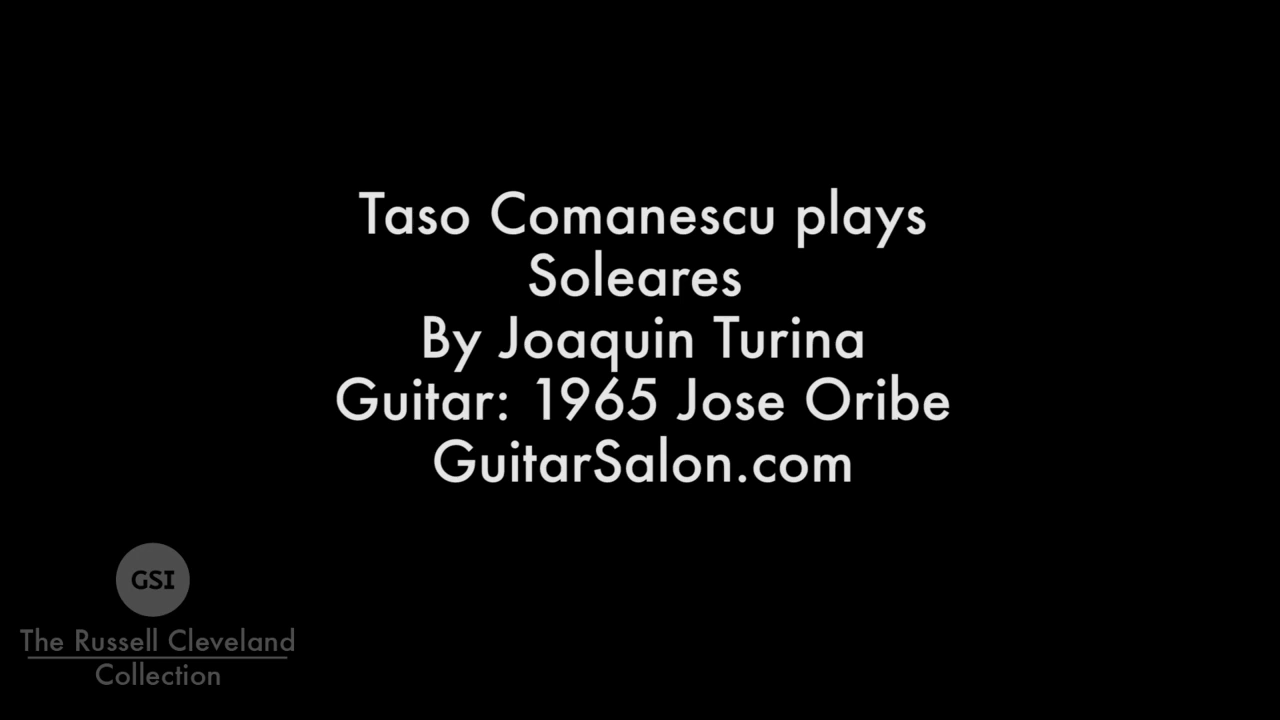 Taso Comanescu plays
Soleares
By Joaquin Turina
Guitar: 1965 Jose Oribe
GuitarSalon.com
GSI
The Russell Cleveland
Collection